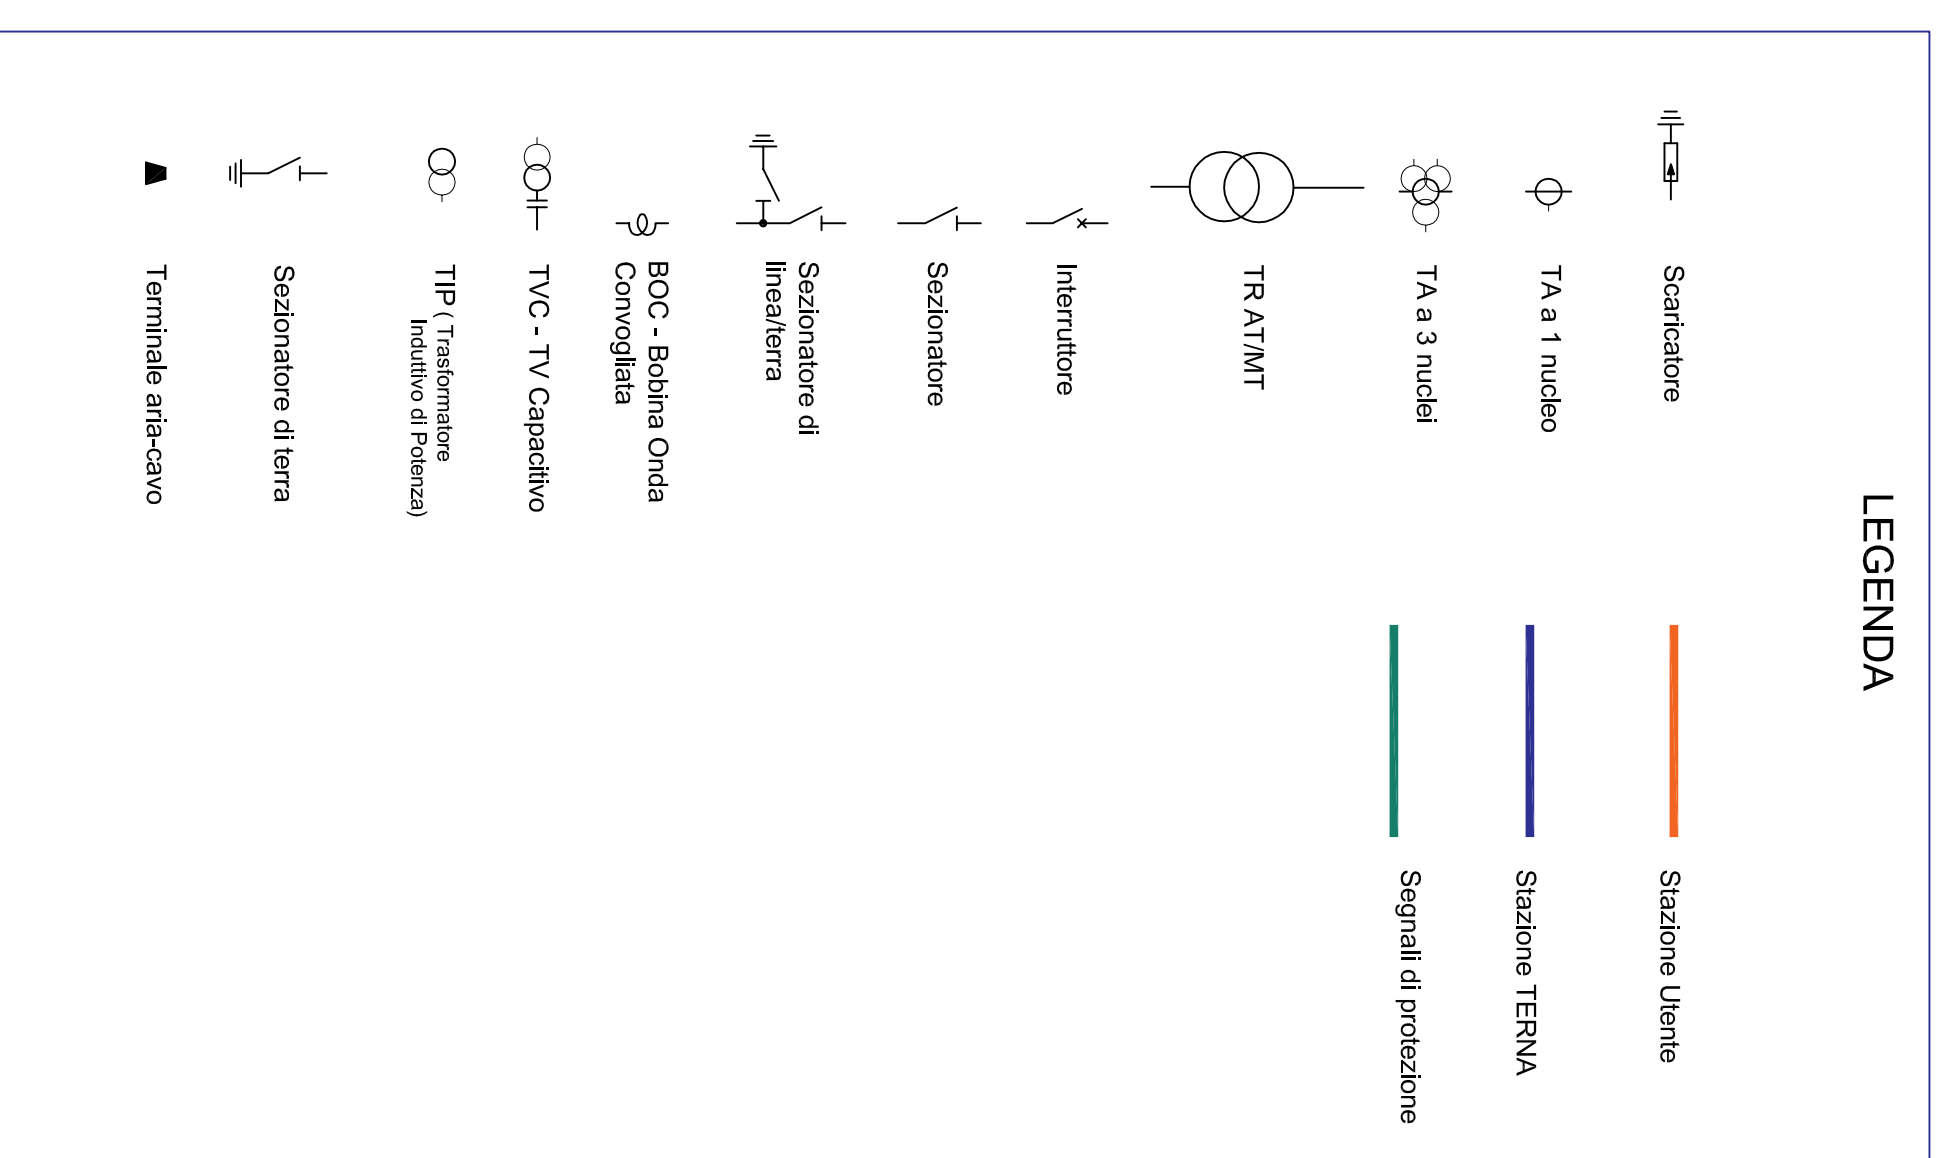 LEGENDA
Scaricatore
TA a 1 nucleo
TA a 3 nuclei
TR AT/MT
Interruttore
Sezionatore
Sezionatore di
linea/terra
BOC - Bobina Onda
Convogliata
TVC - TV Capacitivo
TIP ( Trasformatore
Induttivo di Potenza)
Sezionatore di terra
Terminale aria-cavo
Stazione Utente
Stazione TERNA
Segnali di protezione